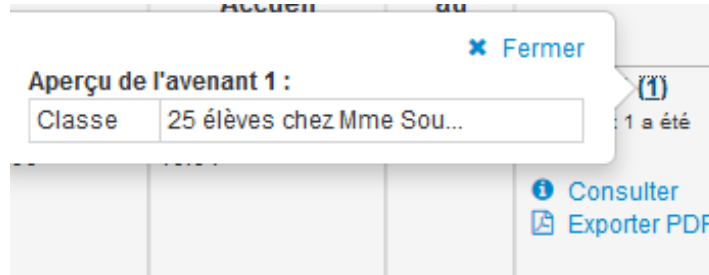 Accueil au
Fermer
Aperçu de l'avenant 1 :
Classe 25 élèves chez Mme Sou...
(1)
1 a été
Consulter
Exporter PDF